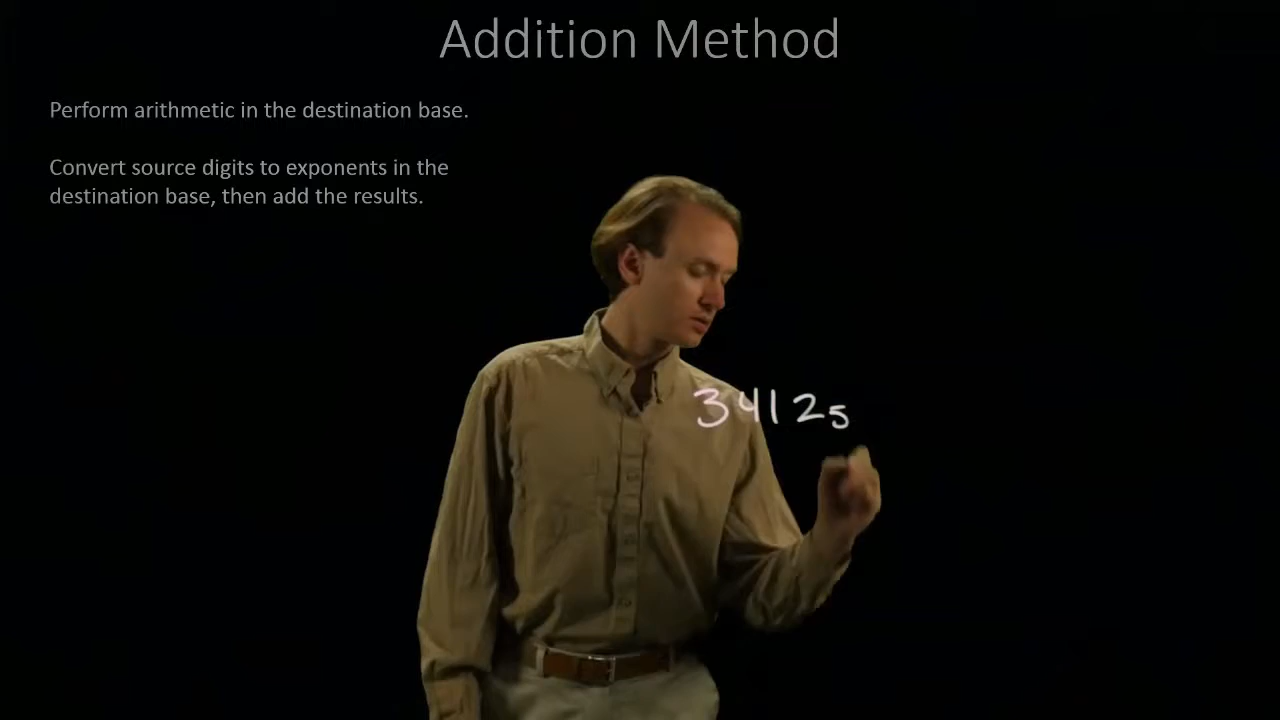 Addition Method
Perform arithmetic in the destination base.
Convert source digits to exponents in the
destination base, then add the results.
3412₅